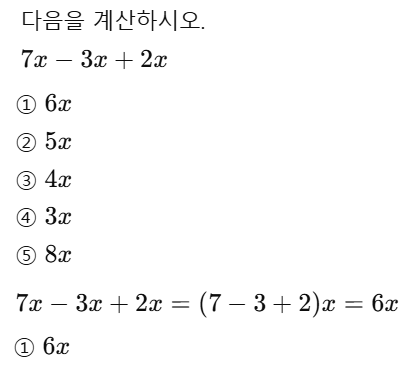 다음을 계산하시오.
7x − 3x + 2x
① 6x
② 5x
③ 4x
④ 3x
⑤ 8x
7x − 3x + 2x = (7 − 3 + 2)x = 6x
① 6x